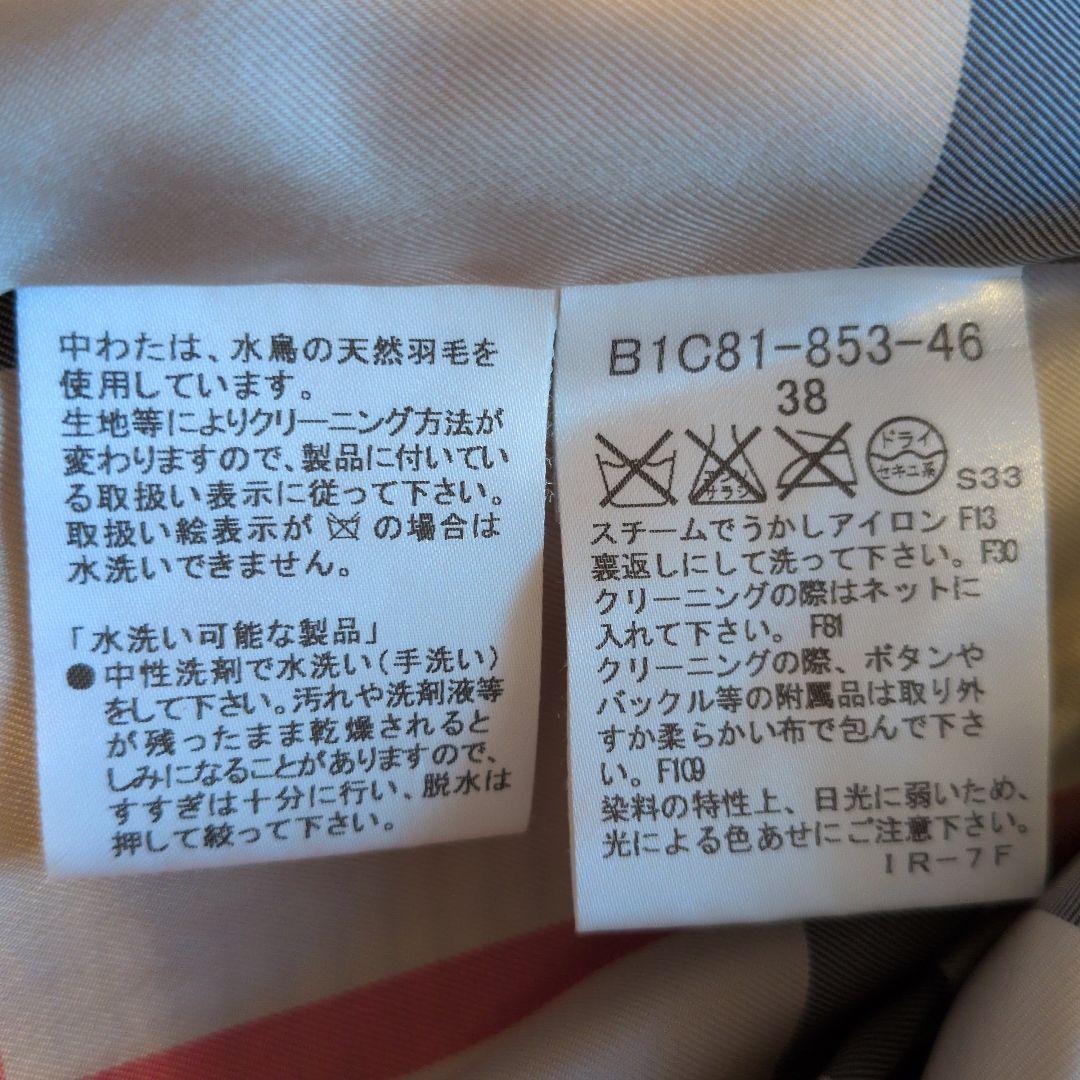 中わたは、水鳥の天然羽毛を
使用しています。
生地等によりクリーニング方法が
変わりますので、製品に付いてい
る取扱い表示に従って下さい。
取扱い絵表示が の場合は
水洗いできません。
「水洗い可能な製品」
●中性洗剤で水洗い(手洗い)
をして下さい。汚れや洗剤液等
が残ったまま乾燥されると
しみになることがありますので、
すすぎは十分に行い、脱水は
押して絞って下さい。
B1C81-853-46
38
エンソ
サラシ
ドライ
セキユ系
S33
スチームでうかしアイロン F13
裏返しにして洗って下さい。F30
クリーニングの際はネットに
入れて下さい。 F81
クリーニングの際、ボタンや
バックル等の附属品は取り外
すか柔らかい布で包んで下さ
い。F109
染料の特性上、日光に弱いため、
光による色あせにご注意下さい。
IR-7F